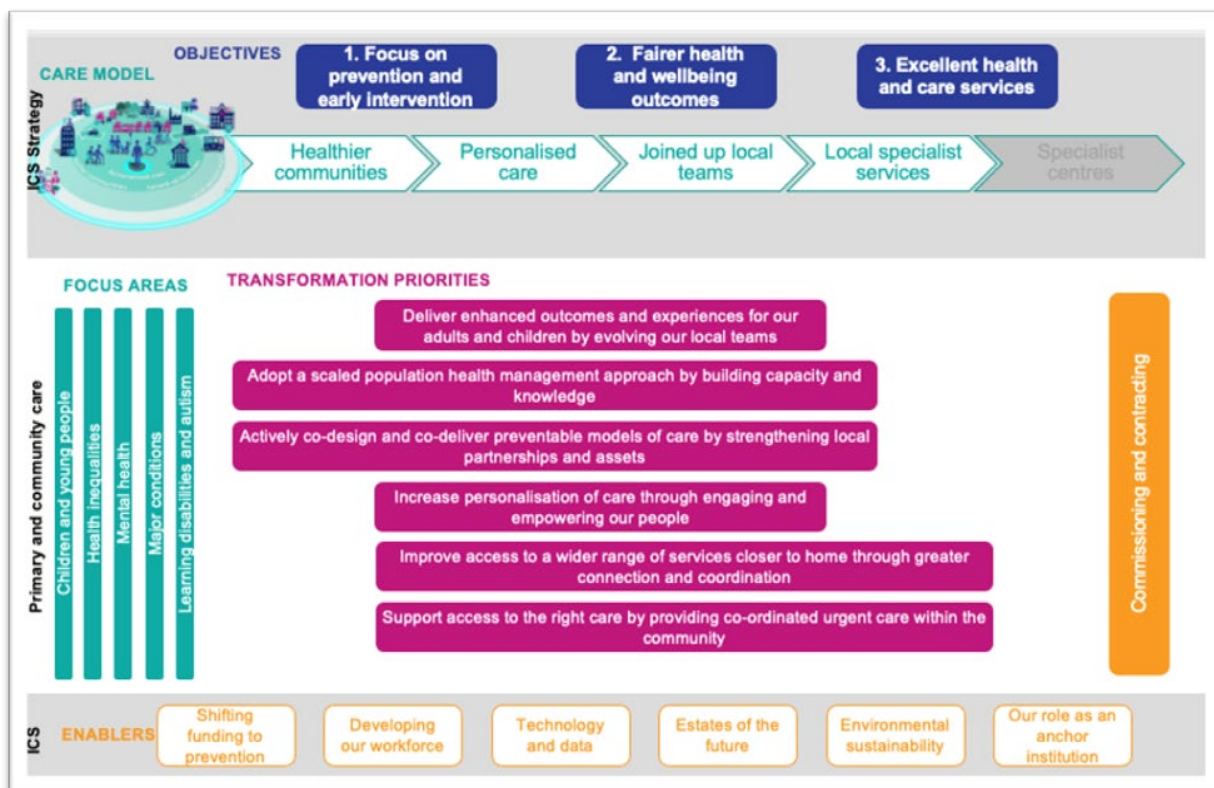 OBJECTIVES
CARE MODEL
1. Focus on
prevention and
early intervention
2. Fairer health
and wellbeing
outcomes
3. Excellent health
and care services
ICS Strategy
Healthier
communities
Personalised
care
Joined up local
teams
Local specialist
services
Specialist
centres
FOCUS AREAS
TRANSFORMATION PRIORITIES
Primary and community care
Children and young people
Health inequalities
Mental health
Major conditions
Learning disabilities and autism
Deliver enhanced outcomes and experiences for our
adults and children by evolving our local teams
Adopt a scaled population health management approach by building capacity and
knowledge
Actively co-design and co-deliver preventable models of care by strengthening local
partnerships and assets
Increase personalisation of care through engaging and
empowering our people
Improve access to a wider range of services closer to home through greater
connection and coordination
Support access to the right care by providing co-ordinated urgent care within the
community
Commissioning and contracting
ICS
ENABLERS
Shifting
funding to
prevention
Developing
our workforce
Technology
and data
Estates of the
future
Environmental
sustainability
Our role as an
anchor
institution